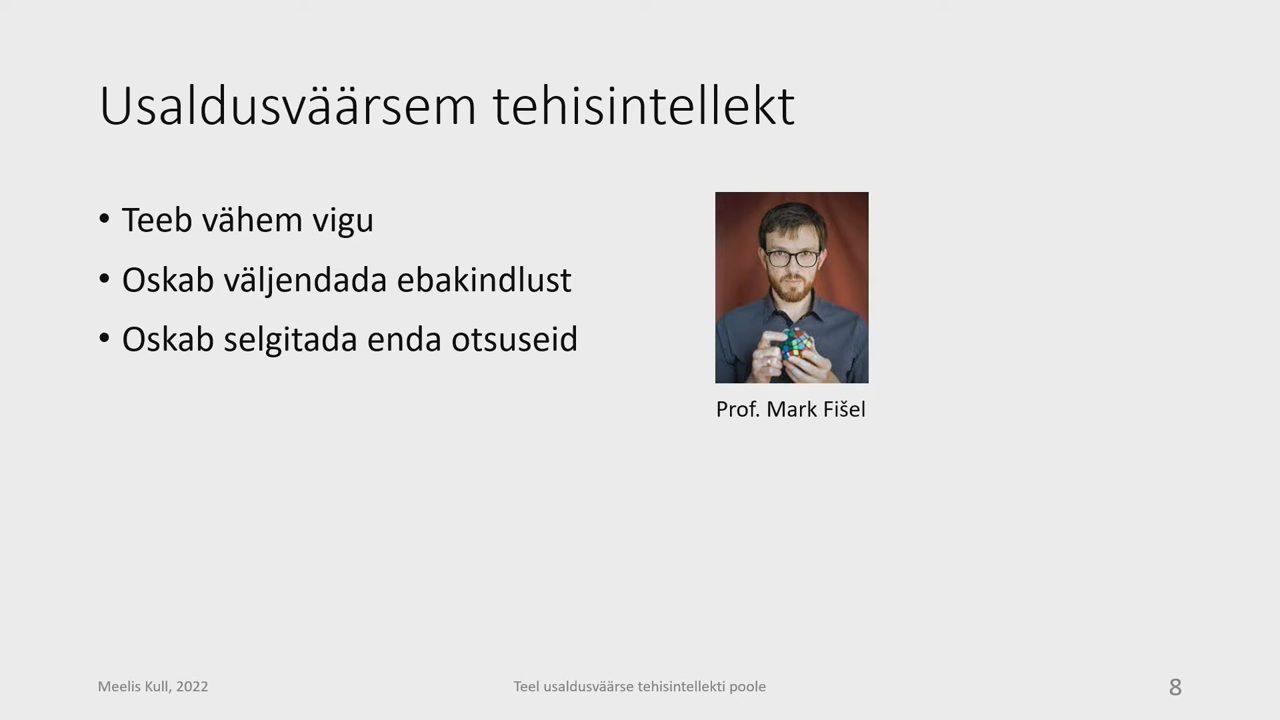 Usaldusväärsem tehisintellekt
• Teeb vähem vigu
• Oskab väljendada ebakindlust
• Oskab selgitada enda otsuseid
Prof. Mark Fišel
Meelis Kull, 2022
Teel usaldusväärse tehisintellekti poole
8